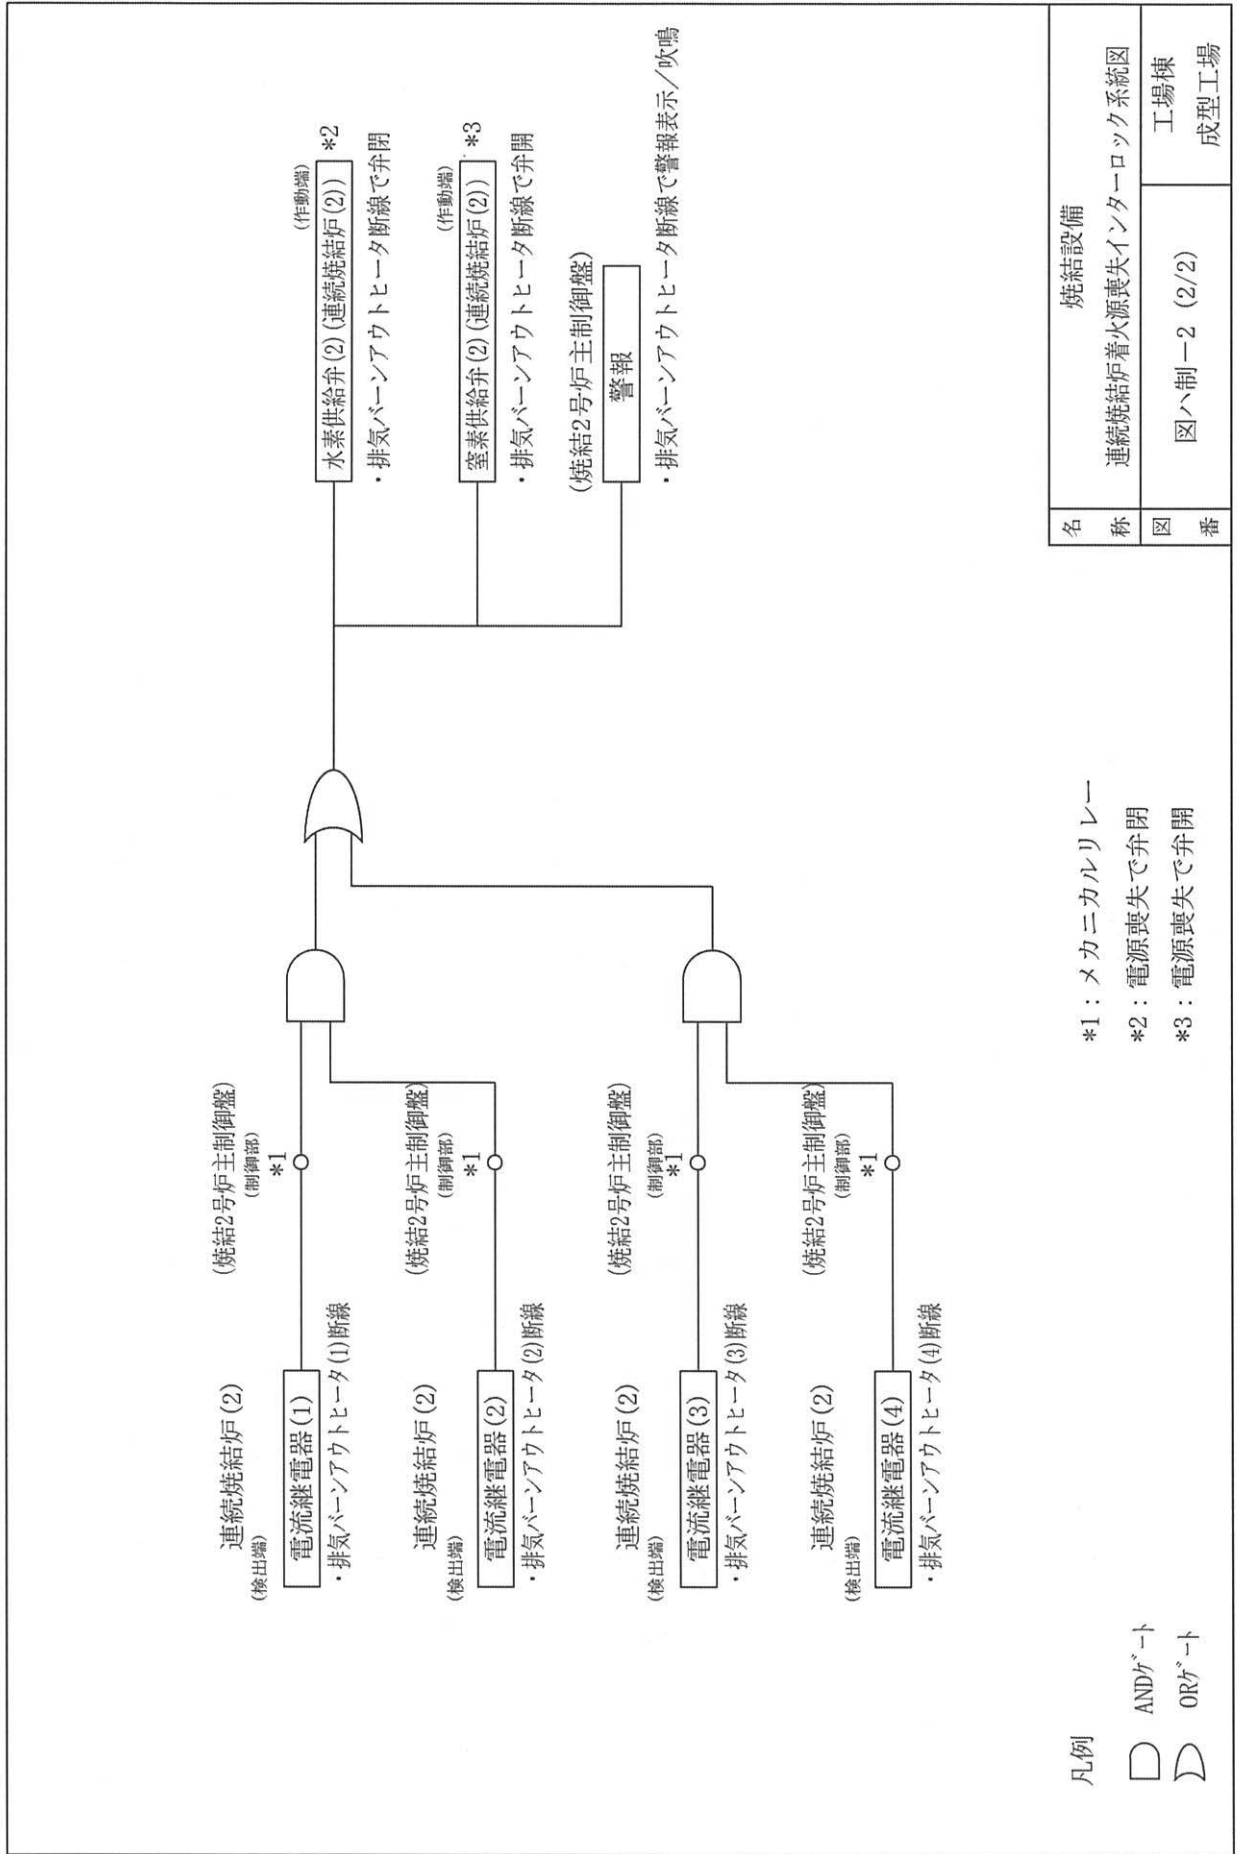 連続焼結炉(2)
(検出端)
電流継電器(1)
・排気バーンアウトヒータ(1)断線
(焼結2号炉主制御盤)
(制御部)
*1
連続焼結炉(2)
(検出端)
電流継電器(2)
・排気バーンアウトヒータ(2)断線
(焼結2号炉主制御盤)
(制御部)
*1
連続焼結炉(2)
(検出端)
電流継電器(3)
・排気バーンアウトヒータ(3)断線
(焼結2号炉主制御盤)
(制御部)
*1
連続焼結炉(2)
(検出端)
電流継電器(4)
・排気バーンアウトヒータ(4)断線
(焼結2号炉主制御盤)
(制御部)
*1
(作動端)
水素供給弁(2)(連続焼結炉(2)) *2
・排気バーンアウトヒータ断線で弁閉
(作動端)
窒素供給弁(2)(連続焼結炉(2)) *3
・排気バーンアウトヒータ断線で弁開
(焼結2号炉主制御盤)
警報
・排気バーンアウトヒータ断線で警報表示/吹鳴
凡例
ANDゲート
ORゲート
*1:メカニカルリレー
*2:電源喪失で弁閉
*3:電源喪失で弁開
名称
焼結設備
連続焼結炉着火源喪失インターロック系統図
図番
図ハ制-2 (2/2)
工場棟
成型工場